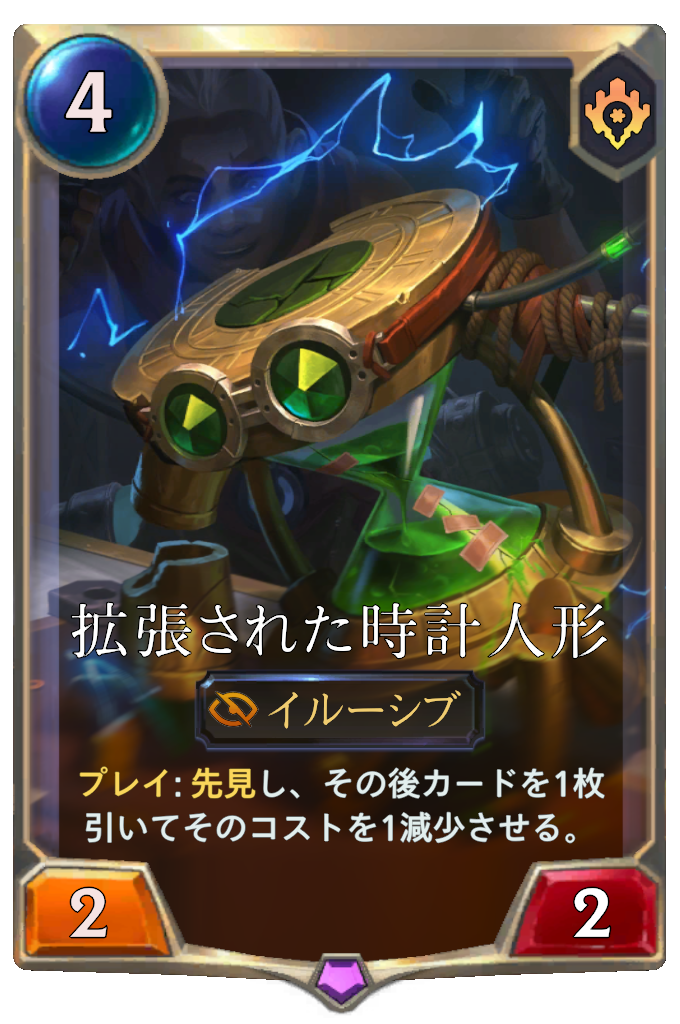 4
拡張された時計人形
イルーシブ
プレイ: 先見し、その後カードを1枚
引いてそのコストを1減少させる。
2
2